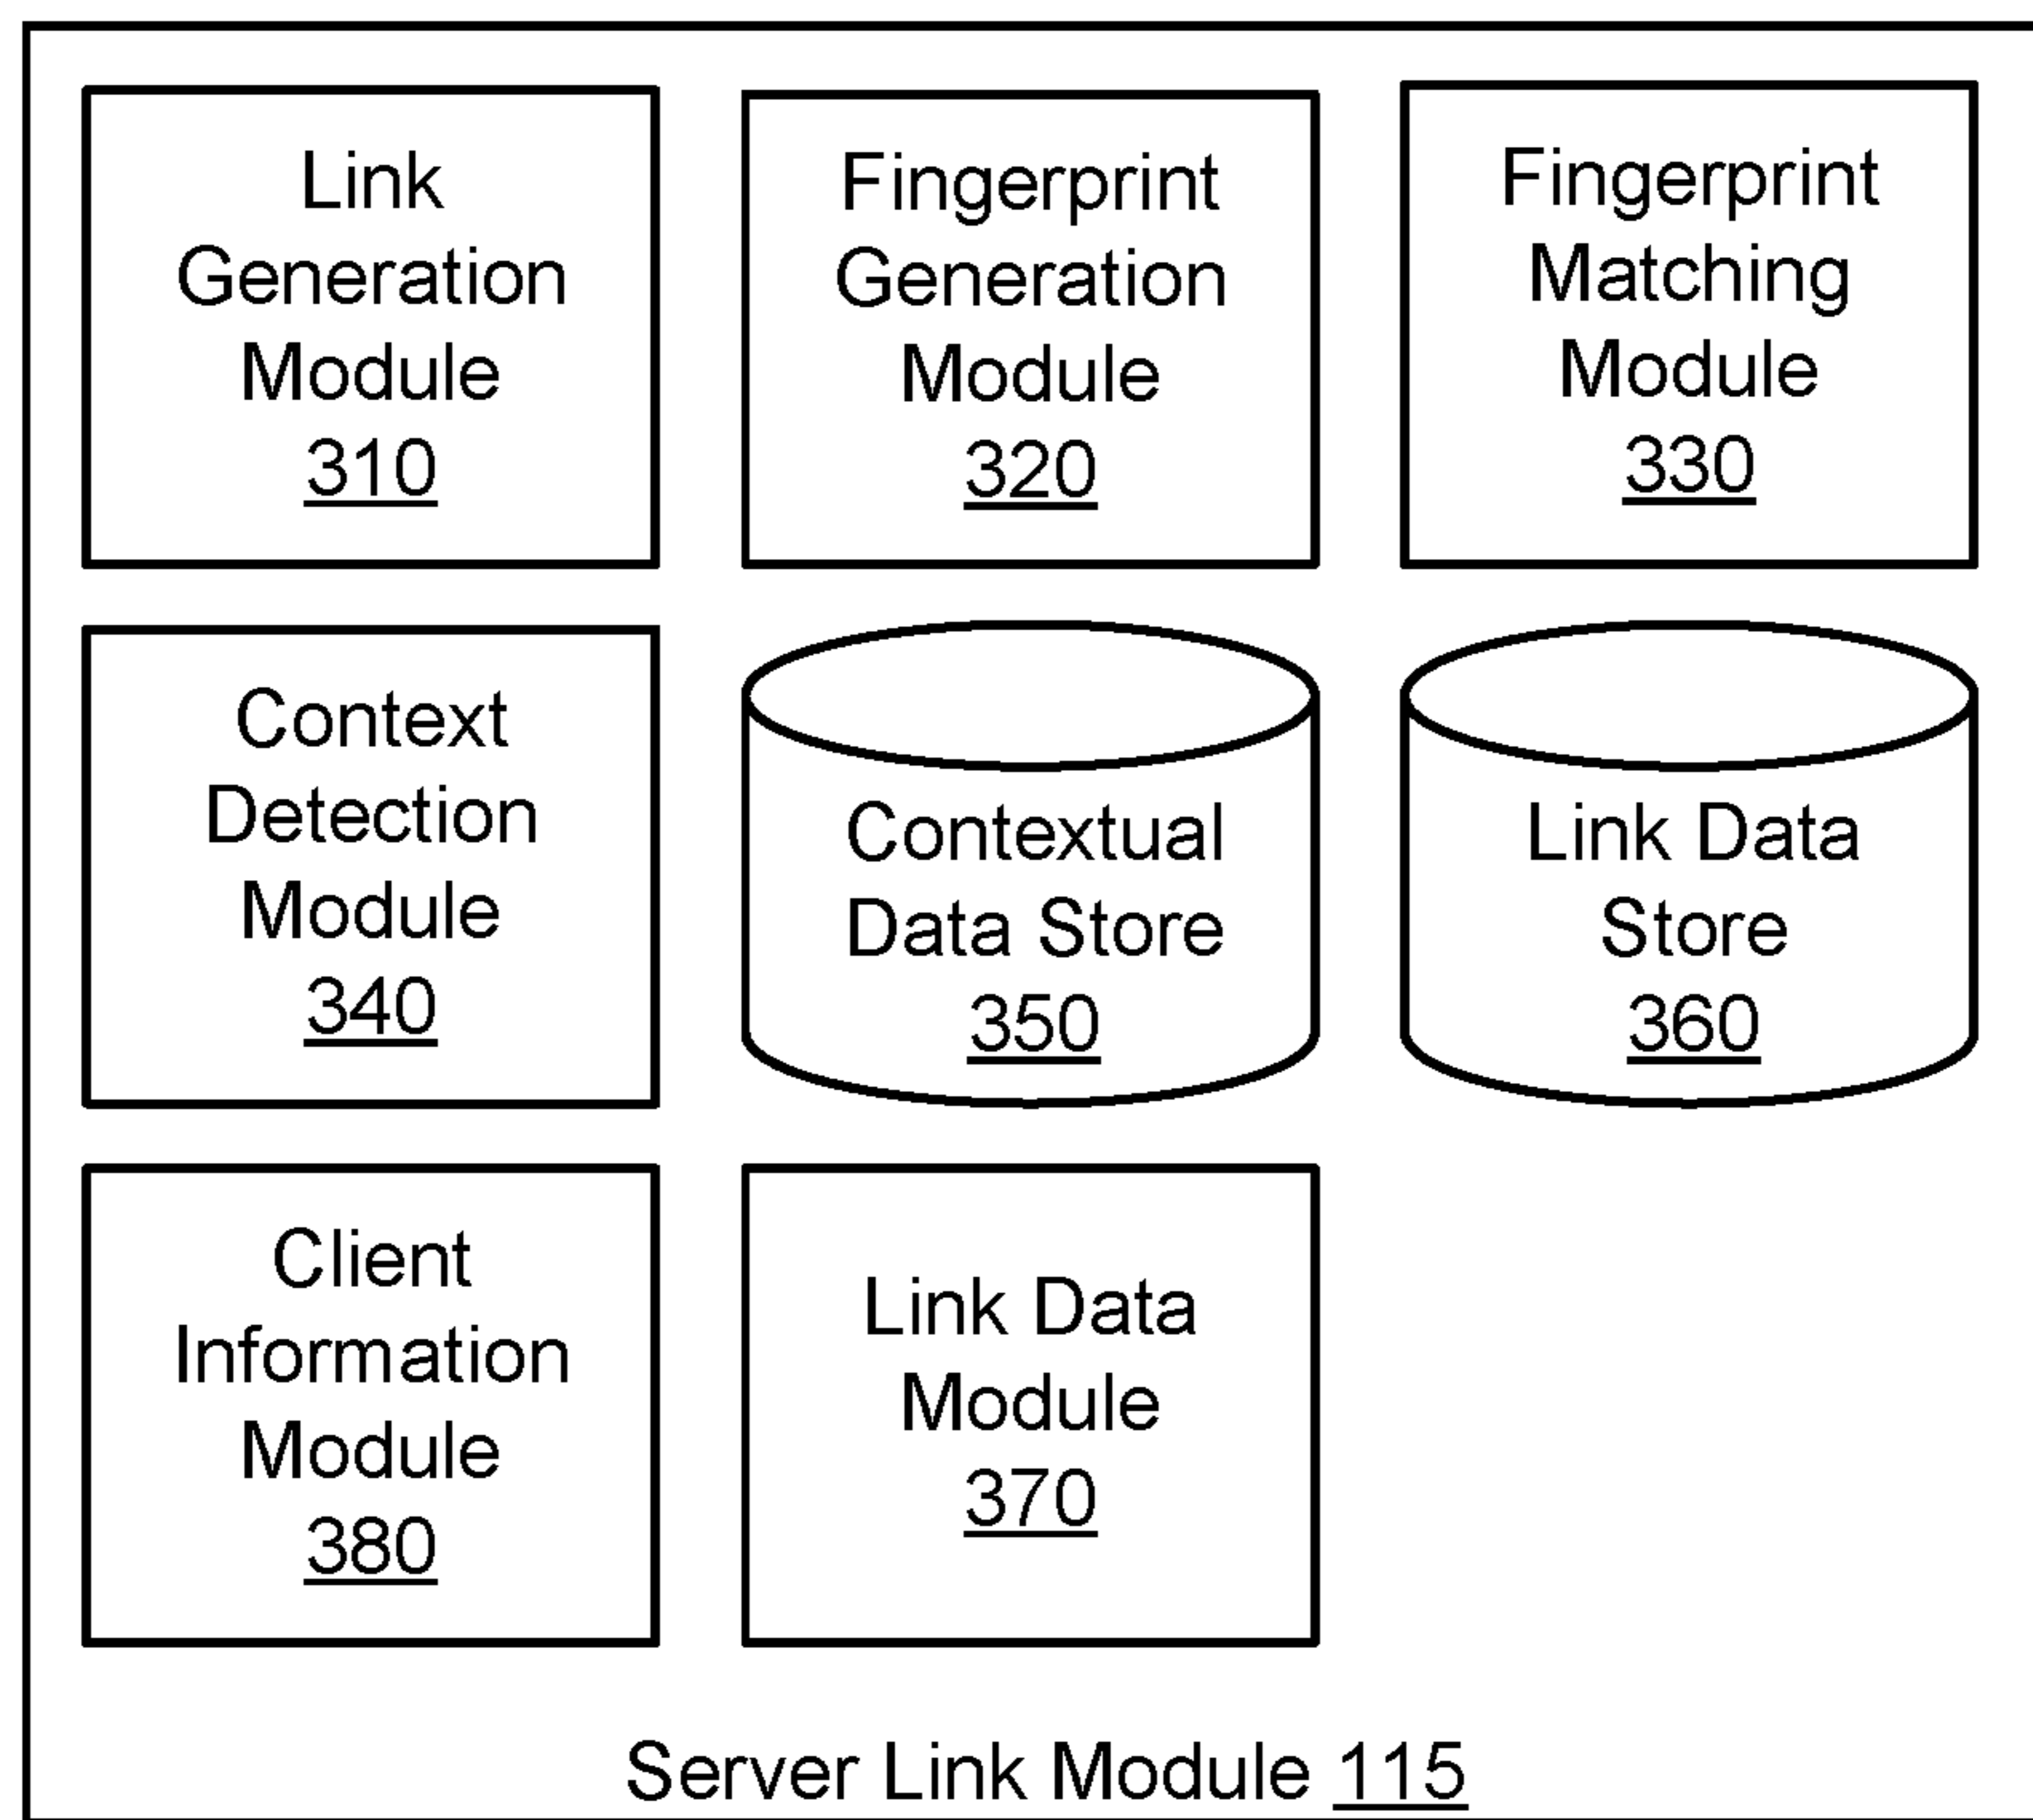 Link
Generation
Module
310
Fingerprint
Generation
Module
320
Fingerprint
Matching
Module
330
Context
Detection
Module
340
Contextual
Data Store
350
Link Data
Store
360
Client
Information
Module
380
Link Data
Module
370
Server Link Module 115